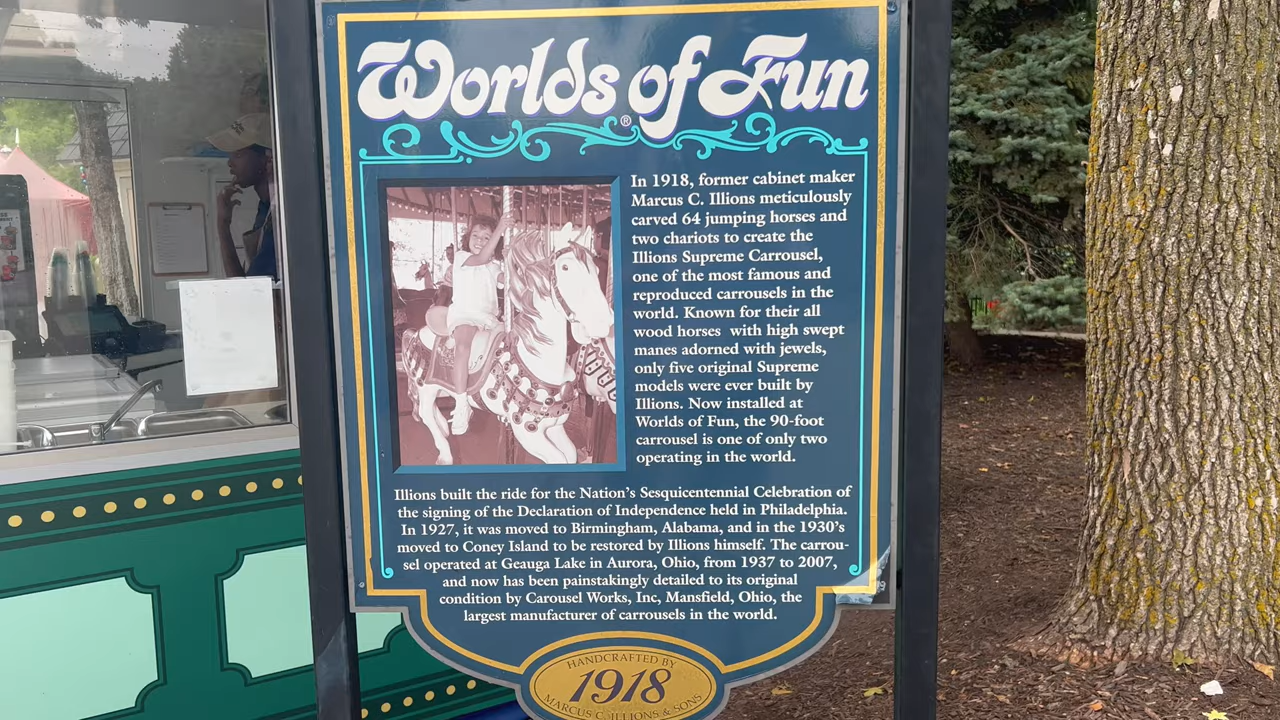 Worlds of Fun
®
In 1918, former cabinet maker
Marcus C. Illions meticulously
carved 64 jumping horses and
two chariots to create the
Illions Supreme Carrousel,
one of the most famous and
reproduced carrousels in the
world. Known for their all
wood horses with high swept
manes adorned with jewels,
only five original Supreme
models were ever built by
Illions. Now installed at
Worlds of Fun, the 90-foot
carrousel is one of only two
operating in the world.
Illions built the ride for the Nation's Sesquicentennial Celebration of
the signing of the Declaration of Independence held in Philadelphia.
In 1927, it was moved to Birmingham, Alabama, and in the 1930's
moved to Coney Island to be restored by Illions himself. The carrou-
sel operated at Geauga Lake in Aurora, Ohio, from 1937 to 2007,
and now has been painstakingly detailed to its original
condition by Carousel Works, Inc, Mansfield, Ohio, the
largest manufacturer of carrousels in the world.
HANDCRAFTED BY
1918
MARCUS C. ILLIONS & SONS